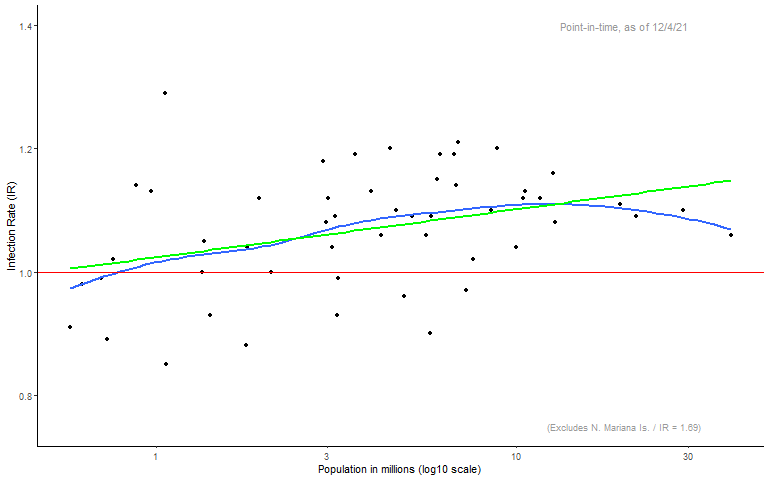 1.4
Point-in-time, as of 12/4/21
1.2
Infection Rate (IR)
1.0
0.8
(Excludes N. Mariana Is. / IR = 1.69)
1 3 10 30
Population in millions (log10 scale)